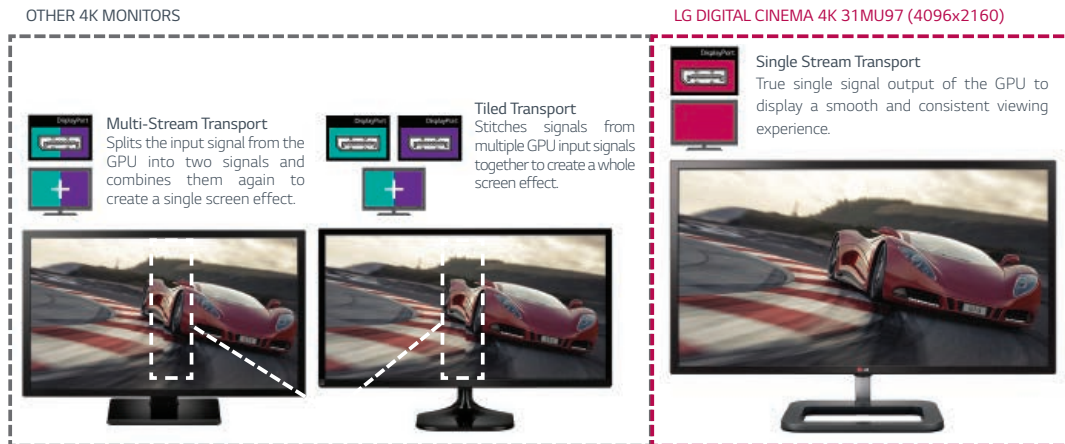 OTHER 4K MONITORS
LG DIGITAL CINEMA 4K 31MU97 (4096x2160)
DisplayPort
Multi-Stream Transport
Splits the input signal from the
GPU into two signals and
combines them again to
create a single screen effect.
DisplayPort
DisplayPort
Tiled Transport
Stitches signals from
multiple GPU input signals
together to create a whole
screen effect.
DisplayPort
Single Stream Transport
True single signal output of the GPU to
display a smooth and consistent viewing
experience.
LG